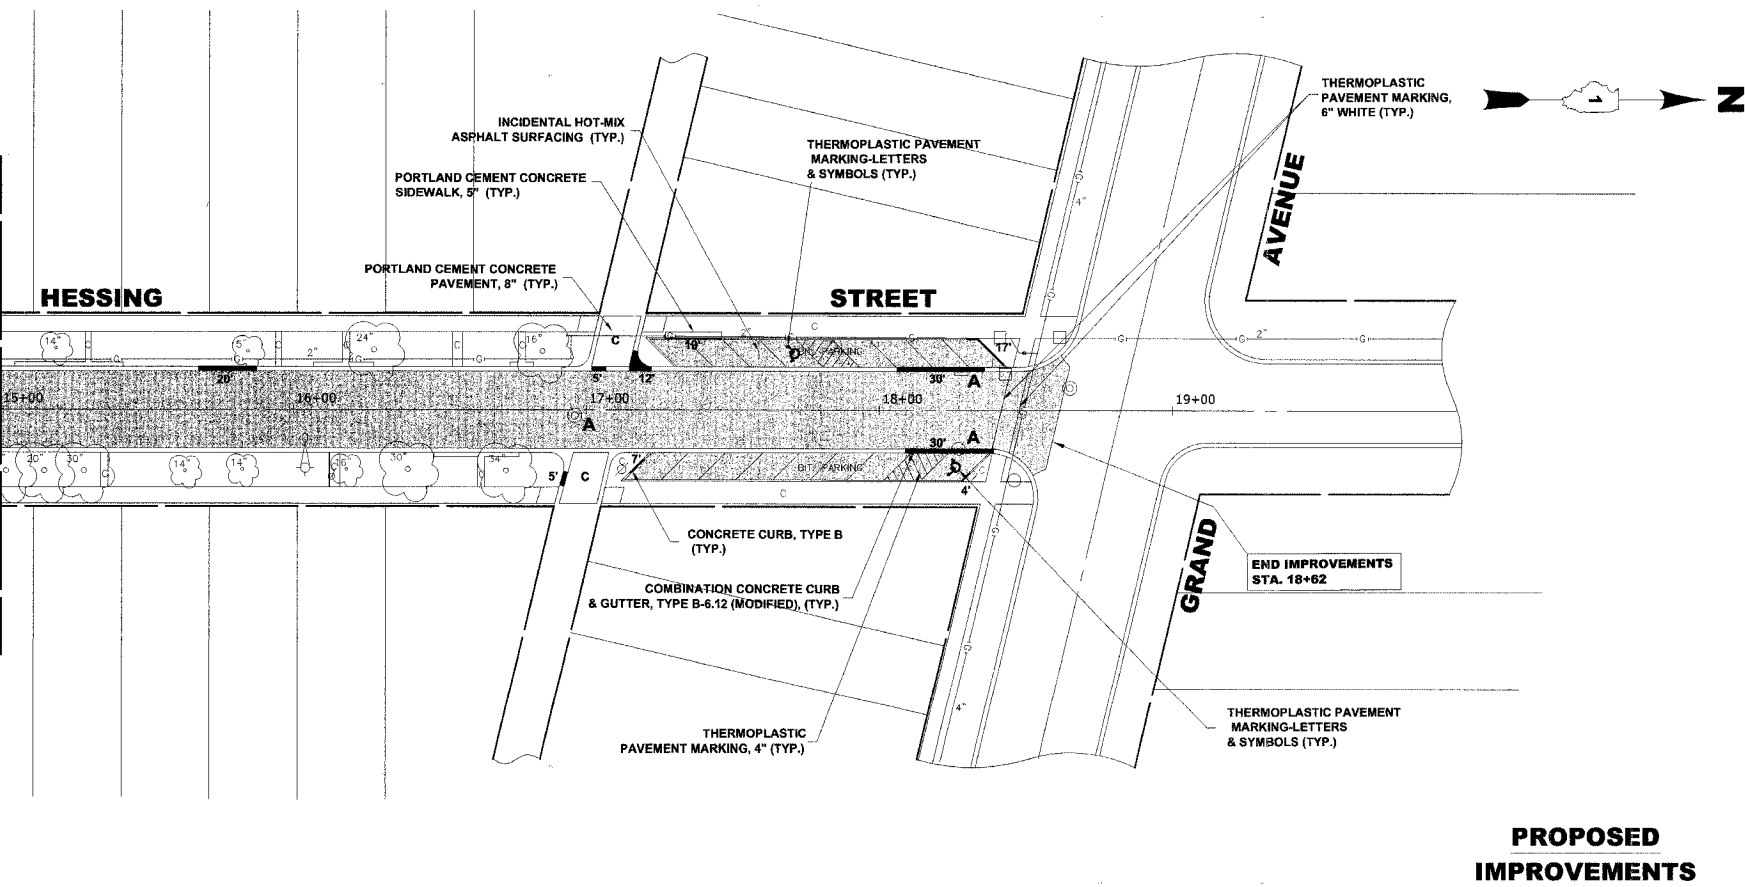 THERMOPLASTIC
PAVEMENT MARKING,
6" WHITE (TYP.)
N
1
INCIDENTAL HOT-MIX
ASPHALT SURFACING (TYP.)
THERMOPLASTIC PAVEMENT
MARKING-LETTERS
& SYMBOLS (TYP.)
PORTLAND CEMENT CONCRETE
SIDEWALK, 5" (TYP.)
PORTLAND CEMENT CONCRETE
PAVEMENT, 8" (TYP.)
HESSING STREET
AVENUE
G
4"
G
14"
C
G
5"
G
C
2"
24"
C
G
C
G
C
16"
C
G
2"
G
C
G
17'
G
2"
G
20'
5'
12'
30'
A
15+00
16+00
17+00
18+00
19+00
A
30'
A
20"
30"
C
14"
14"
C
16"
30"
C
34"
5'
C
7'
BIT. PARKING
C
4'
C
CONCRETE CURB, TYPE B
(TYP.)
COMBINATION CONCRETE CURB
& GUTTER, TYPE B-6.12 (MODIFIED), (TYP.)
GRAND
END IMPROVEMENTS
STA. 18+62
G
G
4"
THERMOPLASTIC
PAVEMENT MARKING, 4" (TYP.)
THERMOPLASTIC PAVEMENT
MARKING-LETTERS
& SYMBOLS (TYP.)
PROPOSED
IMPROVEMENTS